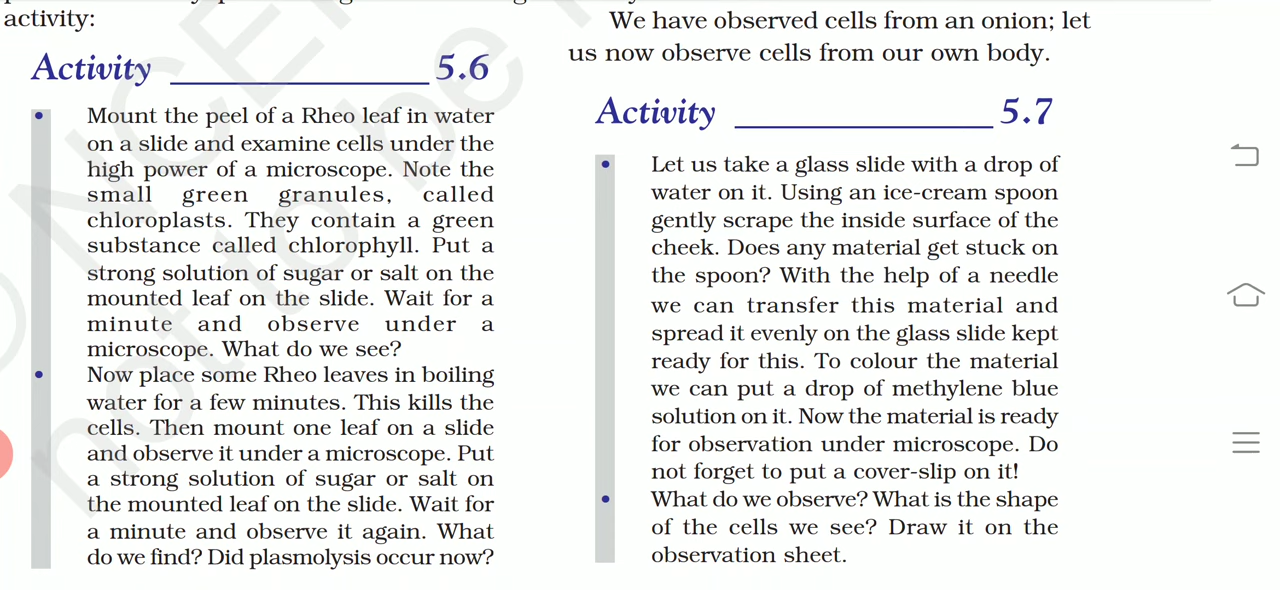 activity:
Activity 5.6
• Mount the peel of a Rheo leaf in water
on a slide and examine cells under the
high power of a microscope. Note the
small green granules, called
chloroplasts. They contain a green
substance called chlorophyll. Put a
strong solution of sugar or salt on the
mounted leaf on the slide. Wait for a
minute and observe under a
microscope. What do we see?
• Now place some Rheo leaves in boiling
water for a few minutes. This kills the
cells. Then mount one leaf on a slide
and observe it under a microscope. Put
a strong solution of sugar or salt on
the mounted leaf on the slide. Wait for
a minute and observe it again. What
do we find? Did plasmolysis occur now?
We have observed cells from an onion; let
us now observe cells from our own body.
Activity 5.7
• Let us take a glass slide with a drop of
water on it. Using an ice-cream spoon
gently scrape the inside surface of the
cheek. Does any material get stuck on
the spoon? With the help of a needle
we can transfer this material and
spread it evenly on the glass slide kept
ready for this. To colour the material
we can put a drop of methylene blue
solution on it. Now the material is ready
for observation under microscope. Do
not forget to put a cover-slip on it!
• What do we observe? What is the shape
of the cells we see? Draw it on the
observation sheet.
not to be